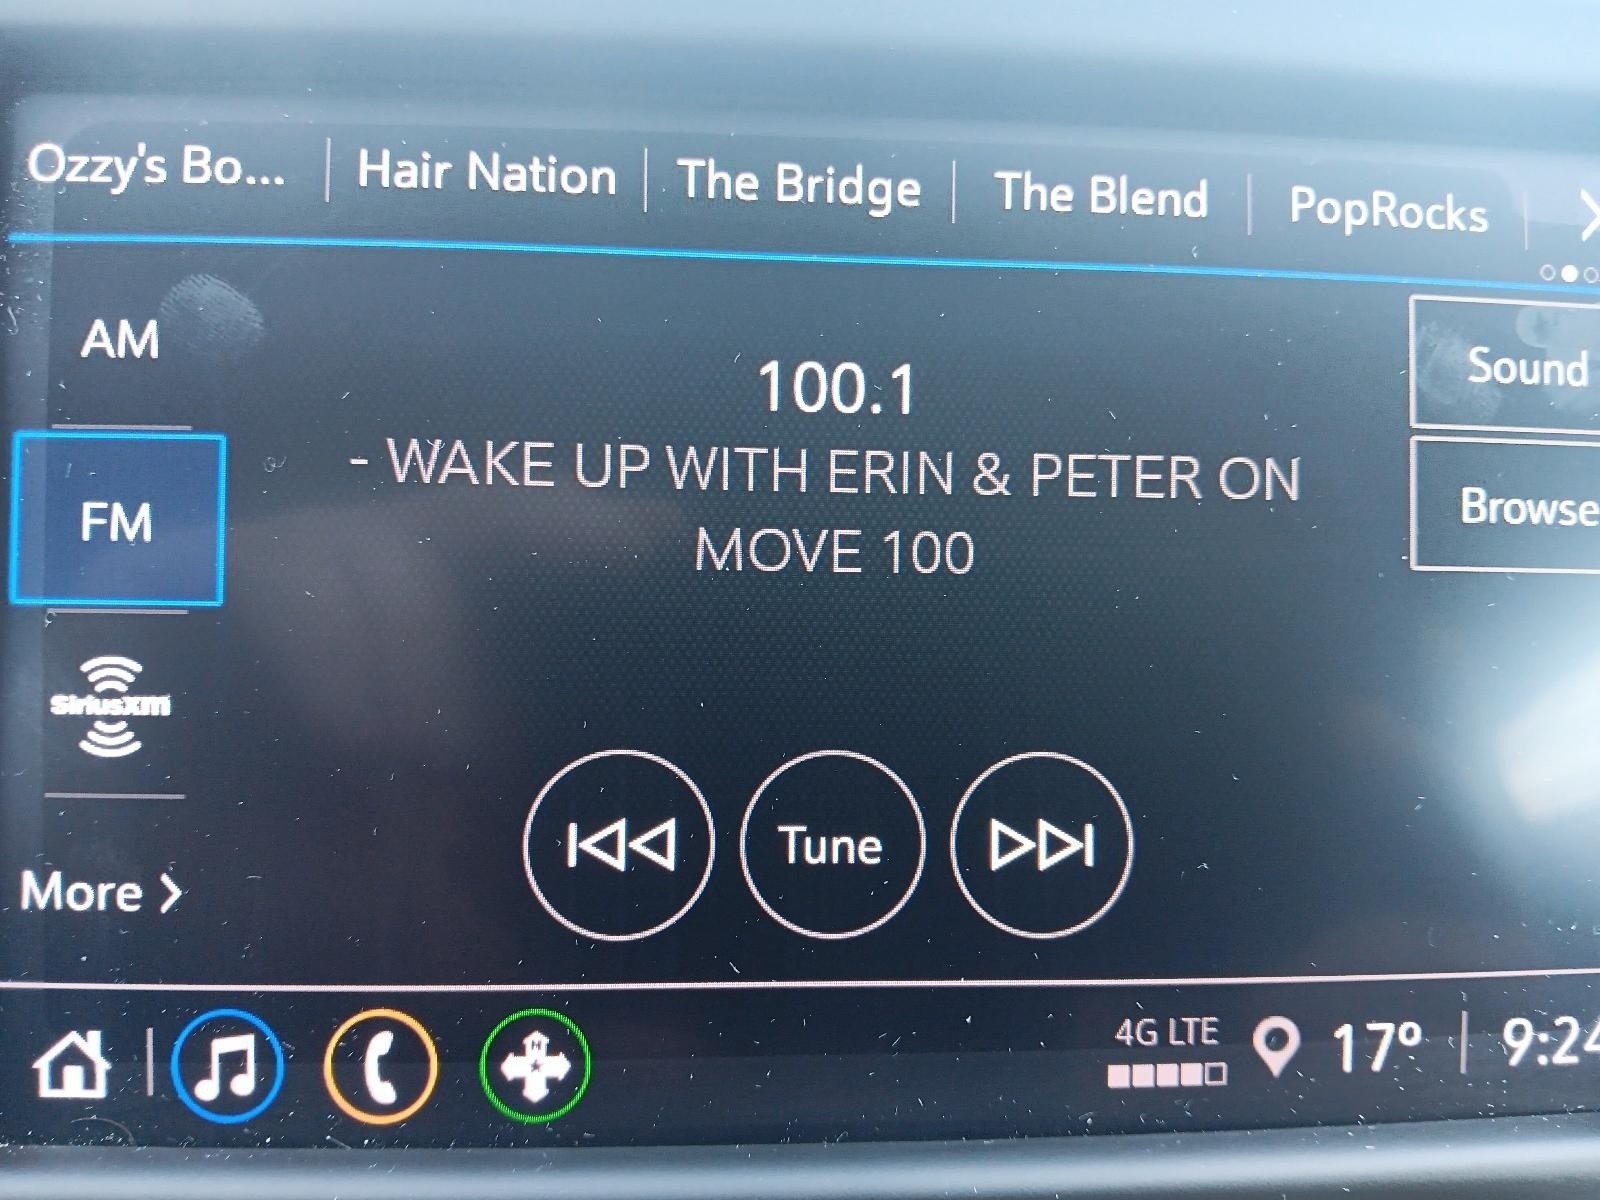 Ozzy's Bo... Hair Nation The Bridge The Blend PopRocks
AM
100.1
Sound
- WAKE UP WITH ERIN & PETER ON
MOVE 100
FM
Browse
SiriusXM
Tune
More
N
4G LTE 17° 9:24